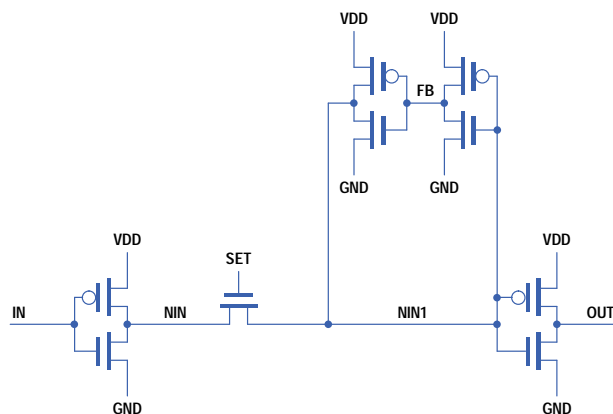 VDD VDD
FB
GND GND
VDD SET VDD
IN NIN NIN1 OUT
GND GND